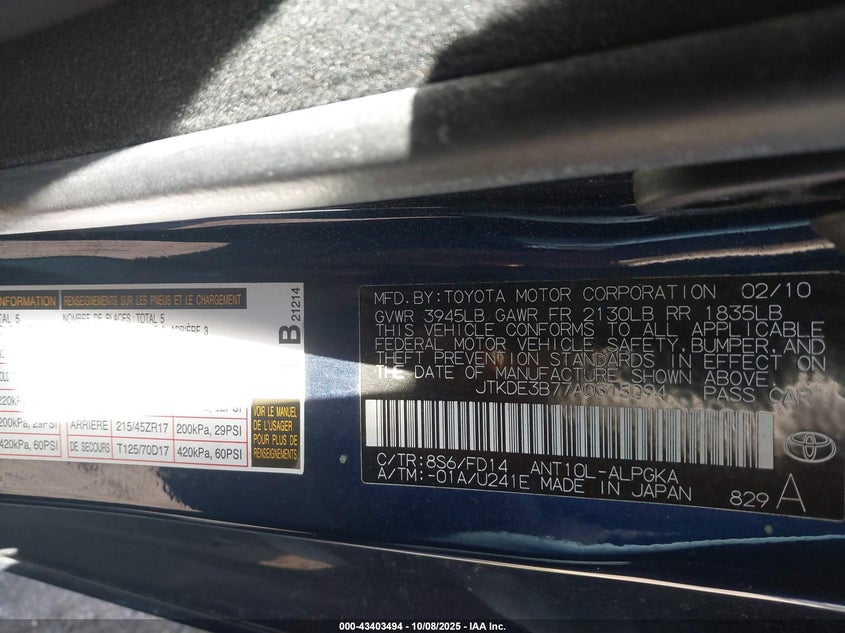 INFORMATION RENSEIGNEMENTS SUR LES PNEUS ET LE CHARGEMENT
TOTAL 5 NOMBRE DE PLACES: TOTAL 5
ARRIÈRE 3
B 21214
220kP
200kPa, 29PSI ARRIERE 215/45ZR17 200kPa, 29PSI
420kPa, 60PSI DE SECOURS T125/70D17 420kPa, 60PSI
VOIR LE MANUEL
DE L'USAGER
POUR PLUS DE
RENSEIGNEMENTS
MFD. BY: TOYOTA MOTOR CORPORATION 02/10
GVWR 3945LB GAWR FR 2130LB RR 1835LB
THIS VEHICLE CONFORMS TO ALL APPLICABLE
FEDERAL MOTOR VEHICLE SAFETY, BUMPER, AND
THEFT PREVENTION STANDARDS IN EFFECT ON
THE DATE OF MANUFACTURE SHOWN ABOVE.
PASS CAR
C/TR: 8S6/FD14 ANT10L-ALPGKA
A/TM: -01A/U241E MADE IN JAPAN
829 A
000-43403494 - 10/08/2025 - IAA Inc.